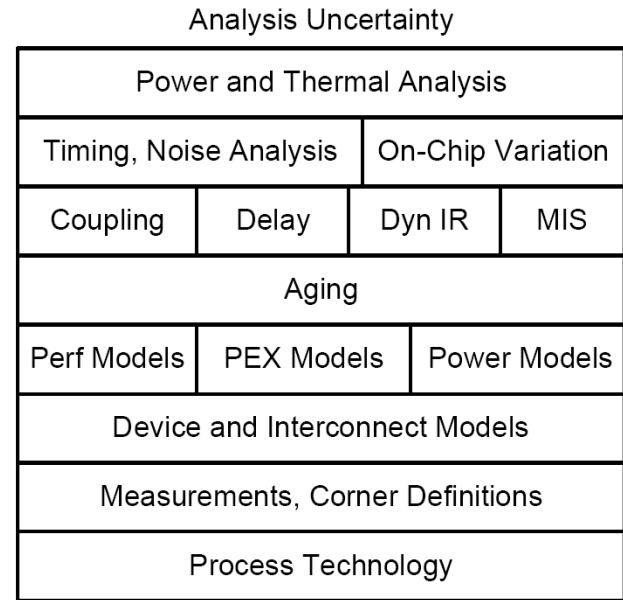 Analysis Uncertainty
Power and Thermal Analysis
Timing, Noise Analysis
On-Chip Variation
Coupling
Delay
Dyn IR
MIS
Aging
Perf Models
PEX Models
Power Models
Device and Interconnect Models
Measurements, Corner Definitions
Process Technology